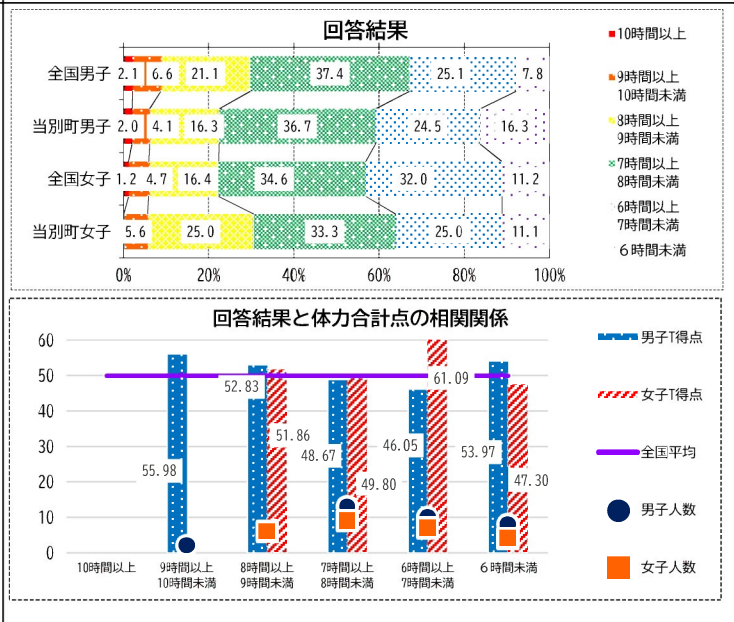 回答結果
全国男子
2.1
6.6
21.1
37.4
25.1
7.8
当別町男子
2.0
4.1
16.3
36.7
24.5
16.3
全国女子
1.2
4.7
16.4
34.6
32.0
11.2
当別町女子
5.6
25.0
33.3
25.0
11.1
0%
20%
40%
60%
80%
100%
10時間以上
9時間以上
10時間未満
8時間以上
9時間未満
7時間以上
8時間未満
6時間以上
7時間未満
6時間未満
回答結果と体力合計点の相関関係
60
50
40
30
20
10
0
55.98
52.83
51.86
48.67
49.80
46.05
61.09
53.97
47.30
10時間以上
9時間以上
10時間未満
8時間以上
9時間未満
7時間以上
8時間未満
6時間以上
7時間未満
6時間未満
男子T得点
女子T得点
全国平均
男子人数
女子人数